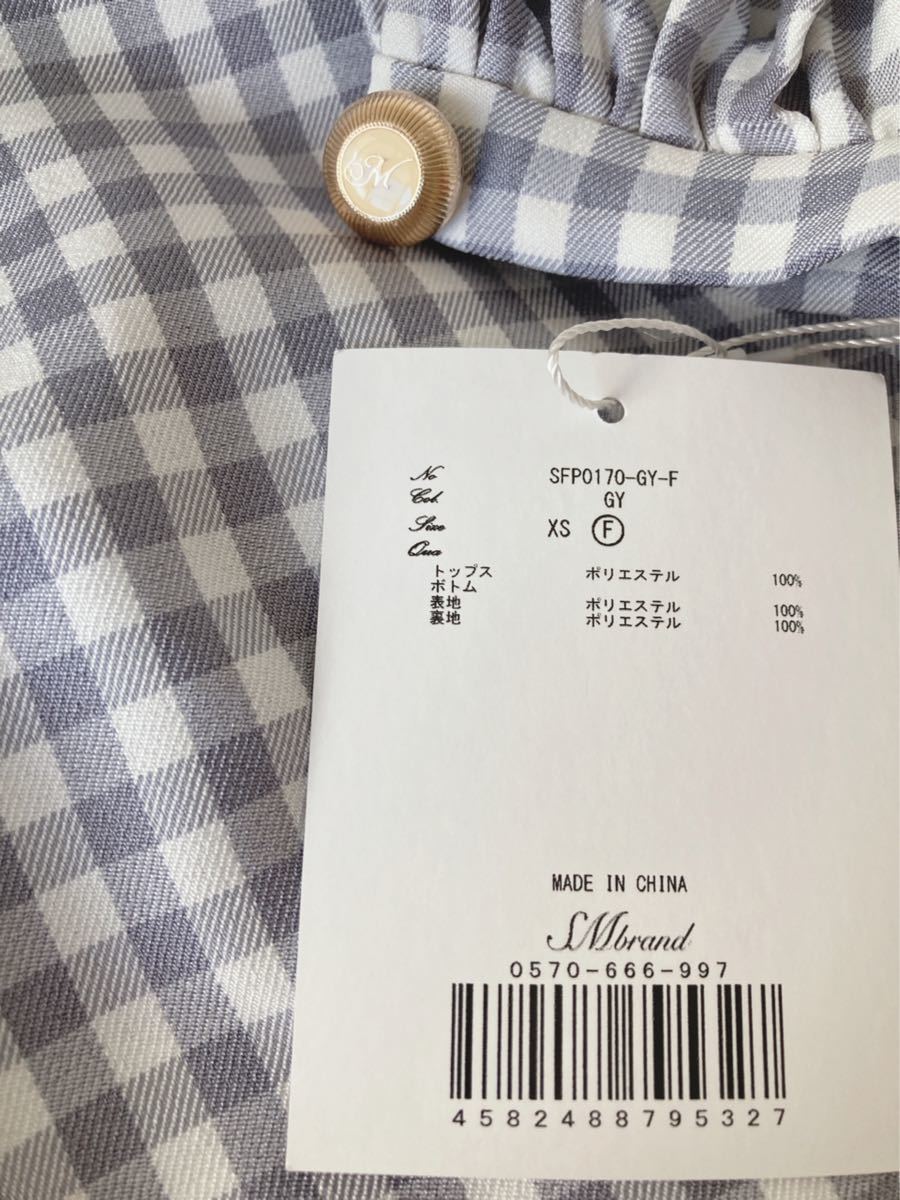 SM
No SFP0170-GY-F
Col. GY
Size XS F
Qua
トップス ポリエステル 100%
ボトム
表地 ポリエステル 100%
裏地 ポリエステル 100%
MADE IN CHINA
SMbrand
0570-666-997
4582488795327